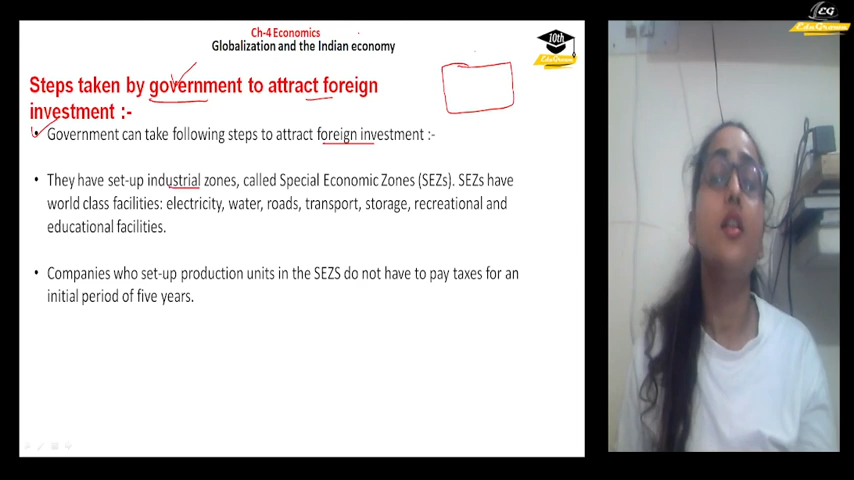 Ch-4 Economics
Globalization and the Indian economy
10th
EduGrown
CG
EduGrown
Steps taken by government to attract foreign
investment :-
• Government can take following steps to attract foreign investment :-
• They have set-up industrial zones, called Special Economic Zones (SEZs). SEZs have
world class facilities: electricity, water, roads, transport, storage, recreational and
educational facilities.
• Companies who set-up production units in the SEZS do not have to pay taxes for an
initial period of five years.